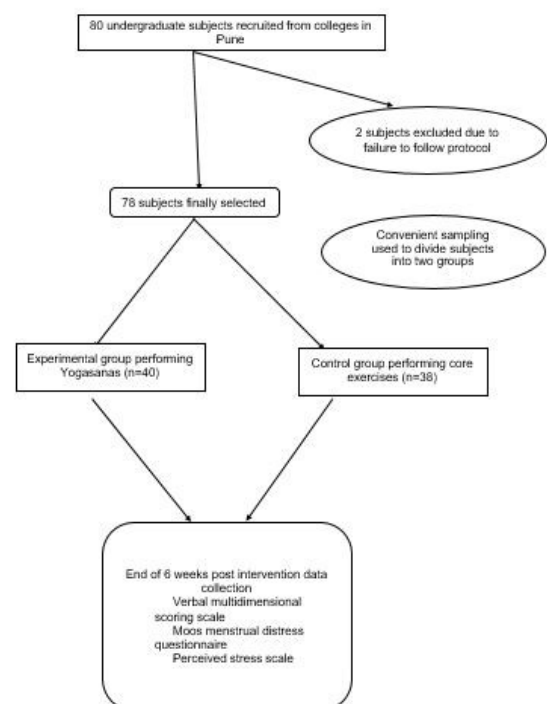 80 undergraduate subjects recruited from colleges in
Pune
2 subjects excluded due to
failure to follow protocol
78 subjects finally selected
Convenient sampling
used to divide subjects
into two groups
Experimental group performing
Yogasanas (n=40)
Control group performing core
exercises (n=38)
End of 6 weeks post intervention data
collection
Verbal multidimensional
scoring scale
Moos menstrual distress
questionnaire
Perceived stress scale